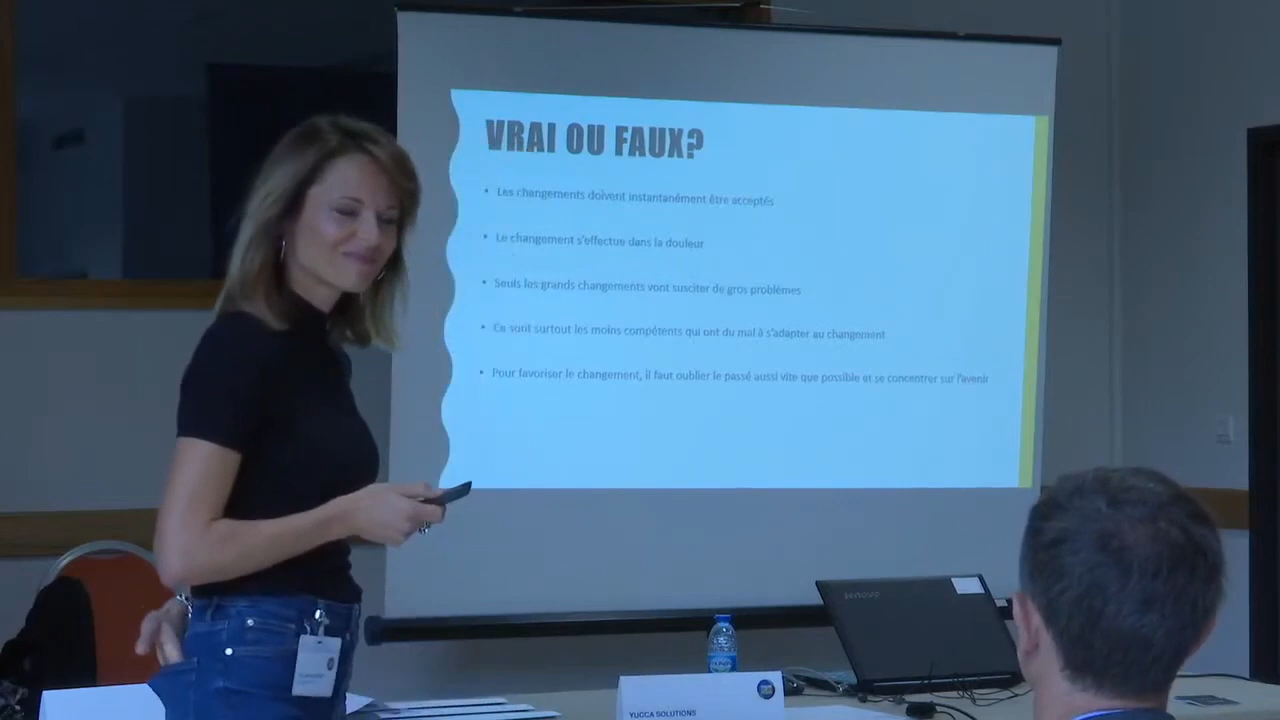 VRAI OU FAUX?
• Les changements doivent instantanément être acceptés
• Le changement s'effectue dans la douleur
• Seuls les grands changements vont susciter de gros problèmes
• Ce sont surtout les moins compétents qui ont du mal à s'adapter au changement
• Pour favoriser le changement, il faut oublier le passé aussi vite que possible et se concentrer sur l'avenir
lenovo
YUCCA SOLUTIONS